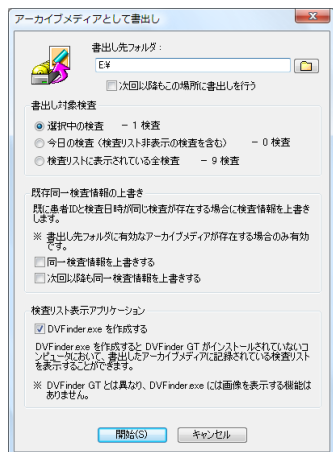 アーカイブメディアとして書出し
書出し先フォルダ：
E:¥
次回以降もこの場所に書出しを行う
書出し対象検査
選択中の検査　－ 1 検査
今日の検査（検査リスト非表示の検査を含む）　－ 0 検査
検査リストに表示されている全検査　－ 9 検査
既存同一検査情報の上書き
既に患者IDと検査日時が同じ検査が存在する場合に検査情報を上書き
します。
※ 書出し先フォルダに有効なアーカイブメディアが存在する場合のみ有効
です。
同一検査情報を上書きする
次回以降も同一検査情報を上書きする
検査リスト表示アプリケーション
DVFinder.exe を作成する
DVFinder.exe を作成すると DVFinder GT がインストールされていないコ
ンピュータにおいて、書出したアーカイブメディアに記録されている検査リスト
を表示することができます。
※ DVFinder GT とは異なり、DVFinder.exe には画像を表示する機能は
ありません。
開始(S)
キャンセル